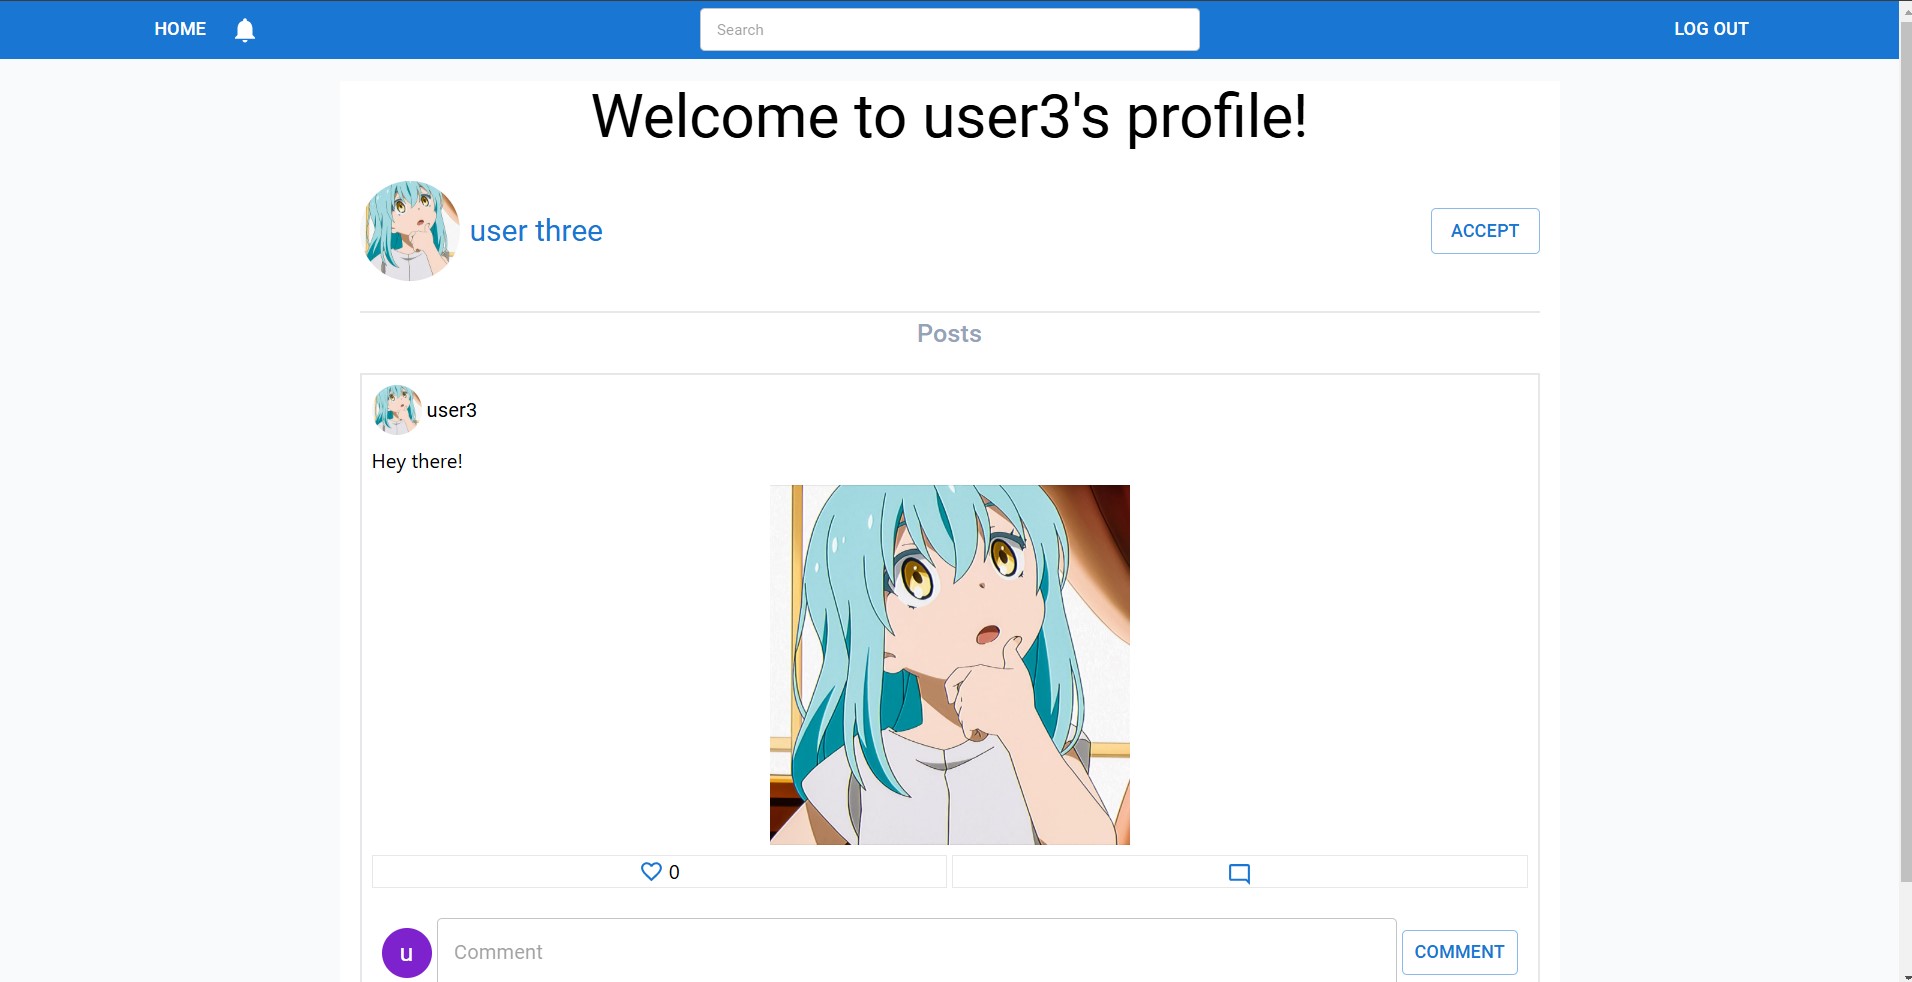 HOME
Search
LOG OUT
Welcome to user3's profile!
user three
ACCEPT
Posts
user3
Hey there!
0
u
Comment
COMMENT